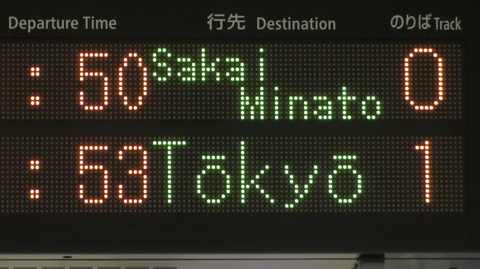 Departure Time 行先 Destination のりば Track
: 50 Sakai Minato 0
: 53 Tōkyō 1